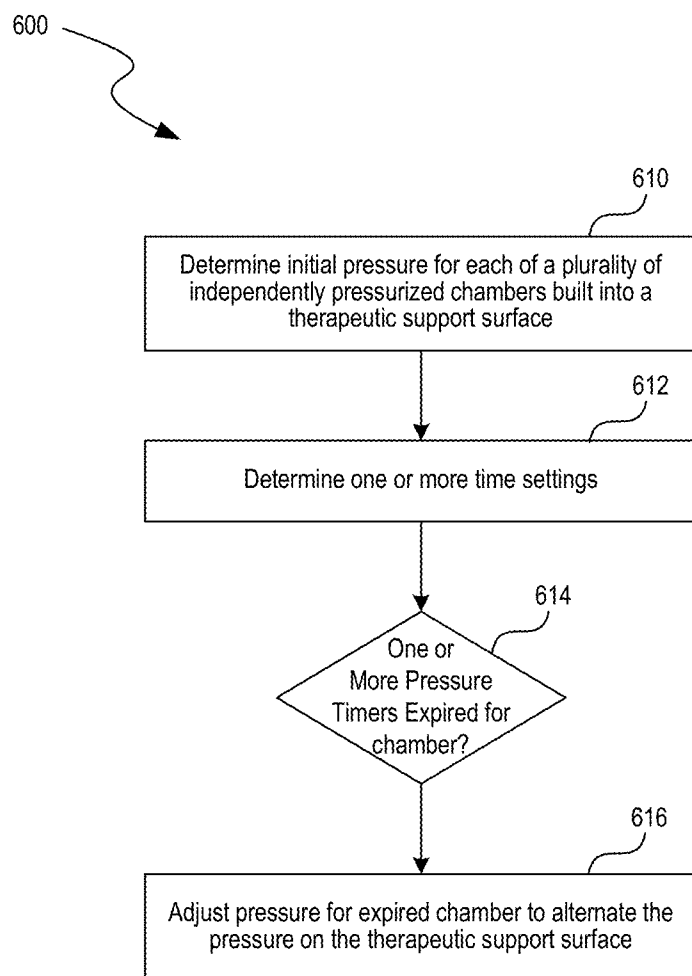 600
610
Determine initial pressure for each of a plurality of
independently pressurized chambers built into a
therapeutic support surface
612
Determine one or more time settings
614
One or
More Pressure
Timers Expired for
chamber?
616
Adjust pressure for expired chamber to alternate the
pressure on the therapeutic support surface